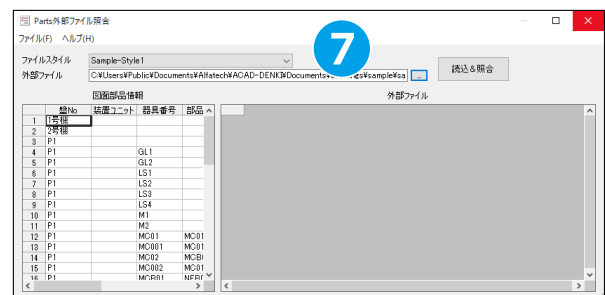 Parts外部ファイル照合
ファイル(F) ヘルプ(H)
7
ファイルスタイル Sample-Style1
外部ファイル C:¥Users¥Public¥Documents¥Alfatech¥ACAD-DENKI¥Documents¥ ¥sample¥sa ... 読込&照合
図面部品情報 外部ファイル
盤No 装置ユニット 器具番号 部品
1 1号機
2 2号機
3 P1
4 P1 GL1
5 P1 GL2
6 P1 LS1
7 P1 LS2
8 P1 LS3
9 P1 LS4
10 P1 M1
11 P1 M2
12 P1 MC01 MC01
13 P1 MC001 MC01
14 P1 MC02 MCB
15 P1 MC002 MC01
16 P1 MCB01 NFB0